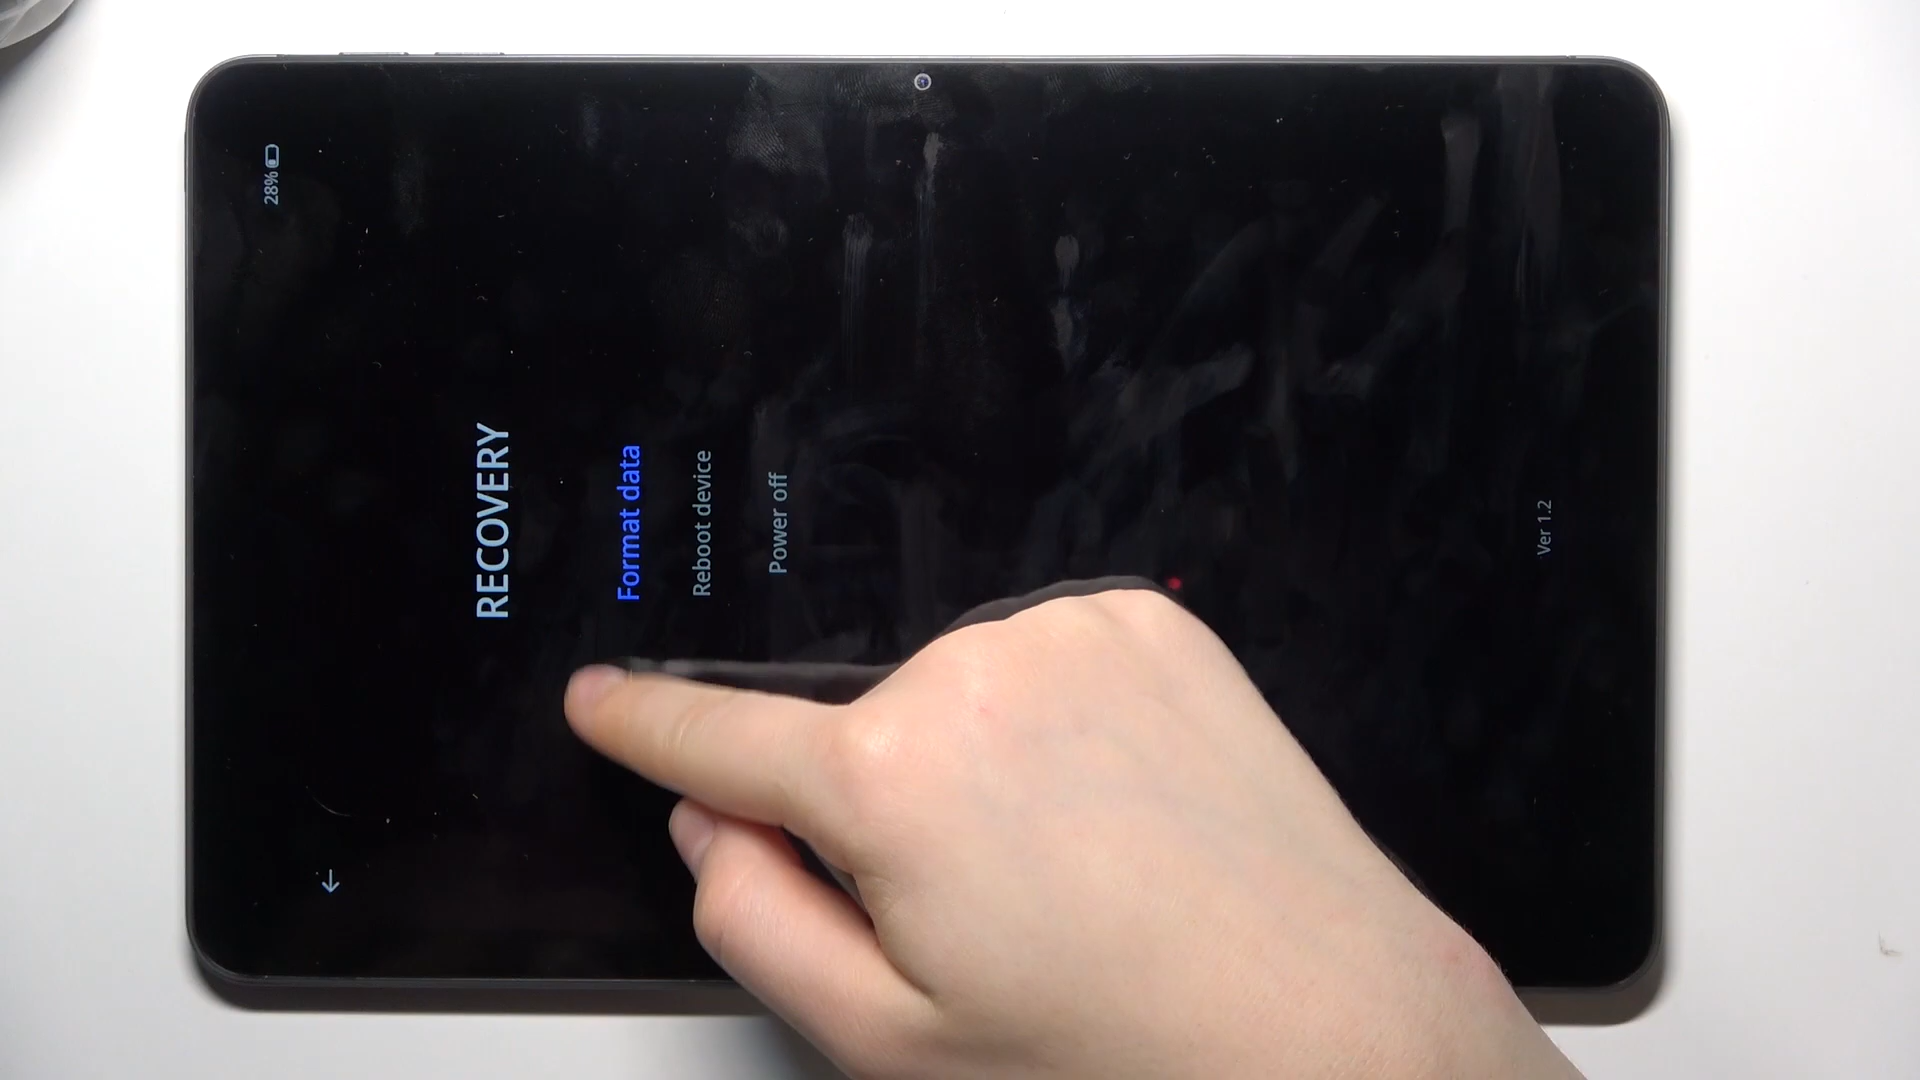 28%
RECOVERY
Format data
Reboot device
Power off
Ver 1.2